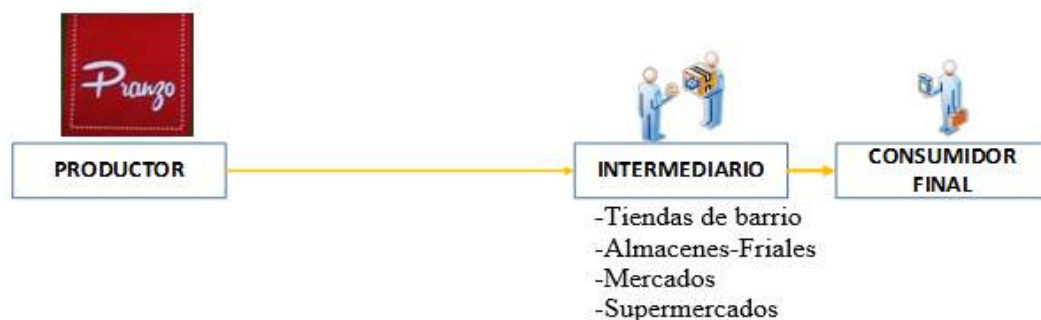 Pranzo
PRODUCTOR
INTERMEDIARIO
CONSUMIDOR
FINAL
-Tiendas de barrio
-Almacenes-Friales
-Mercados
-Supermercados